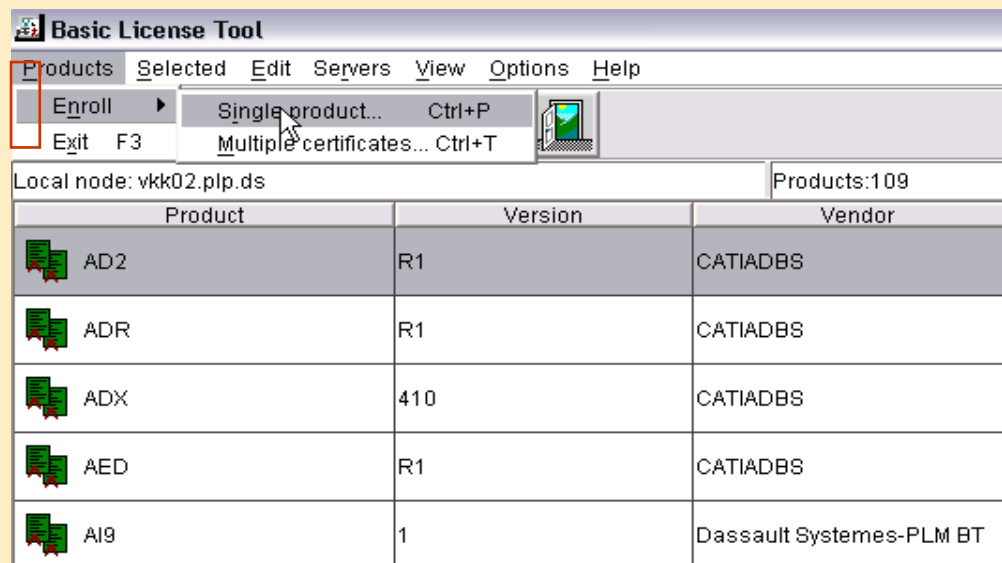 Basic License Tool
Products Selected Edit Servers View Options Help
Enroll Single product... Ctrl+P
Exit F3 Multiple certificates... Ctrl+T
Local node: vkk02.plp.ds Products:109
Product Version Vendor
AD2 R1 CATIADBS
ADR R1 CATIADBS
ADX 410 CATIADBS
AED R1 CATIADBS
AI9 1 Dassault Systemes-PLM BT